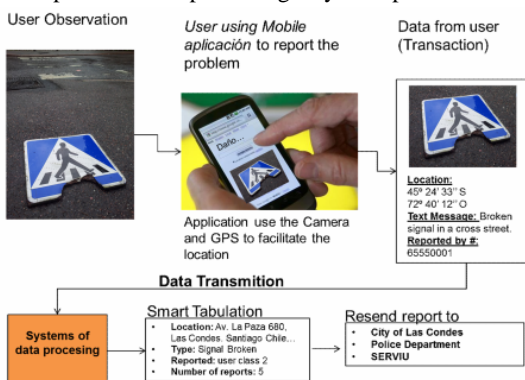 User Observation
User using Mobile
aplicación to report the
problem
Data from user
(Transaction)
Daño...
Application use the Camera
and GPS to facilitate the
location
Location:
45º 24' 33'' S
72º 40' 12'' O
Text Message: Broken
signal in a cross street.
Reported by #:
65550001
Data Transmition
Systems of
data procesing
Smart Tabulation
• Location: Av. La Paza 680,
Las Condes. Santiago Chile...
• Type: Signal Broken
• Reported: user class 2
• Number of reports: 5
Resend report to
• City of Las Condes
• Police Department
• SERVIU